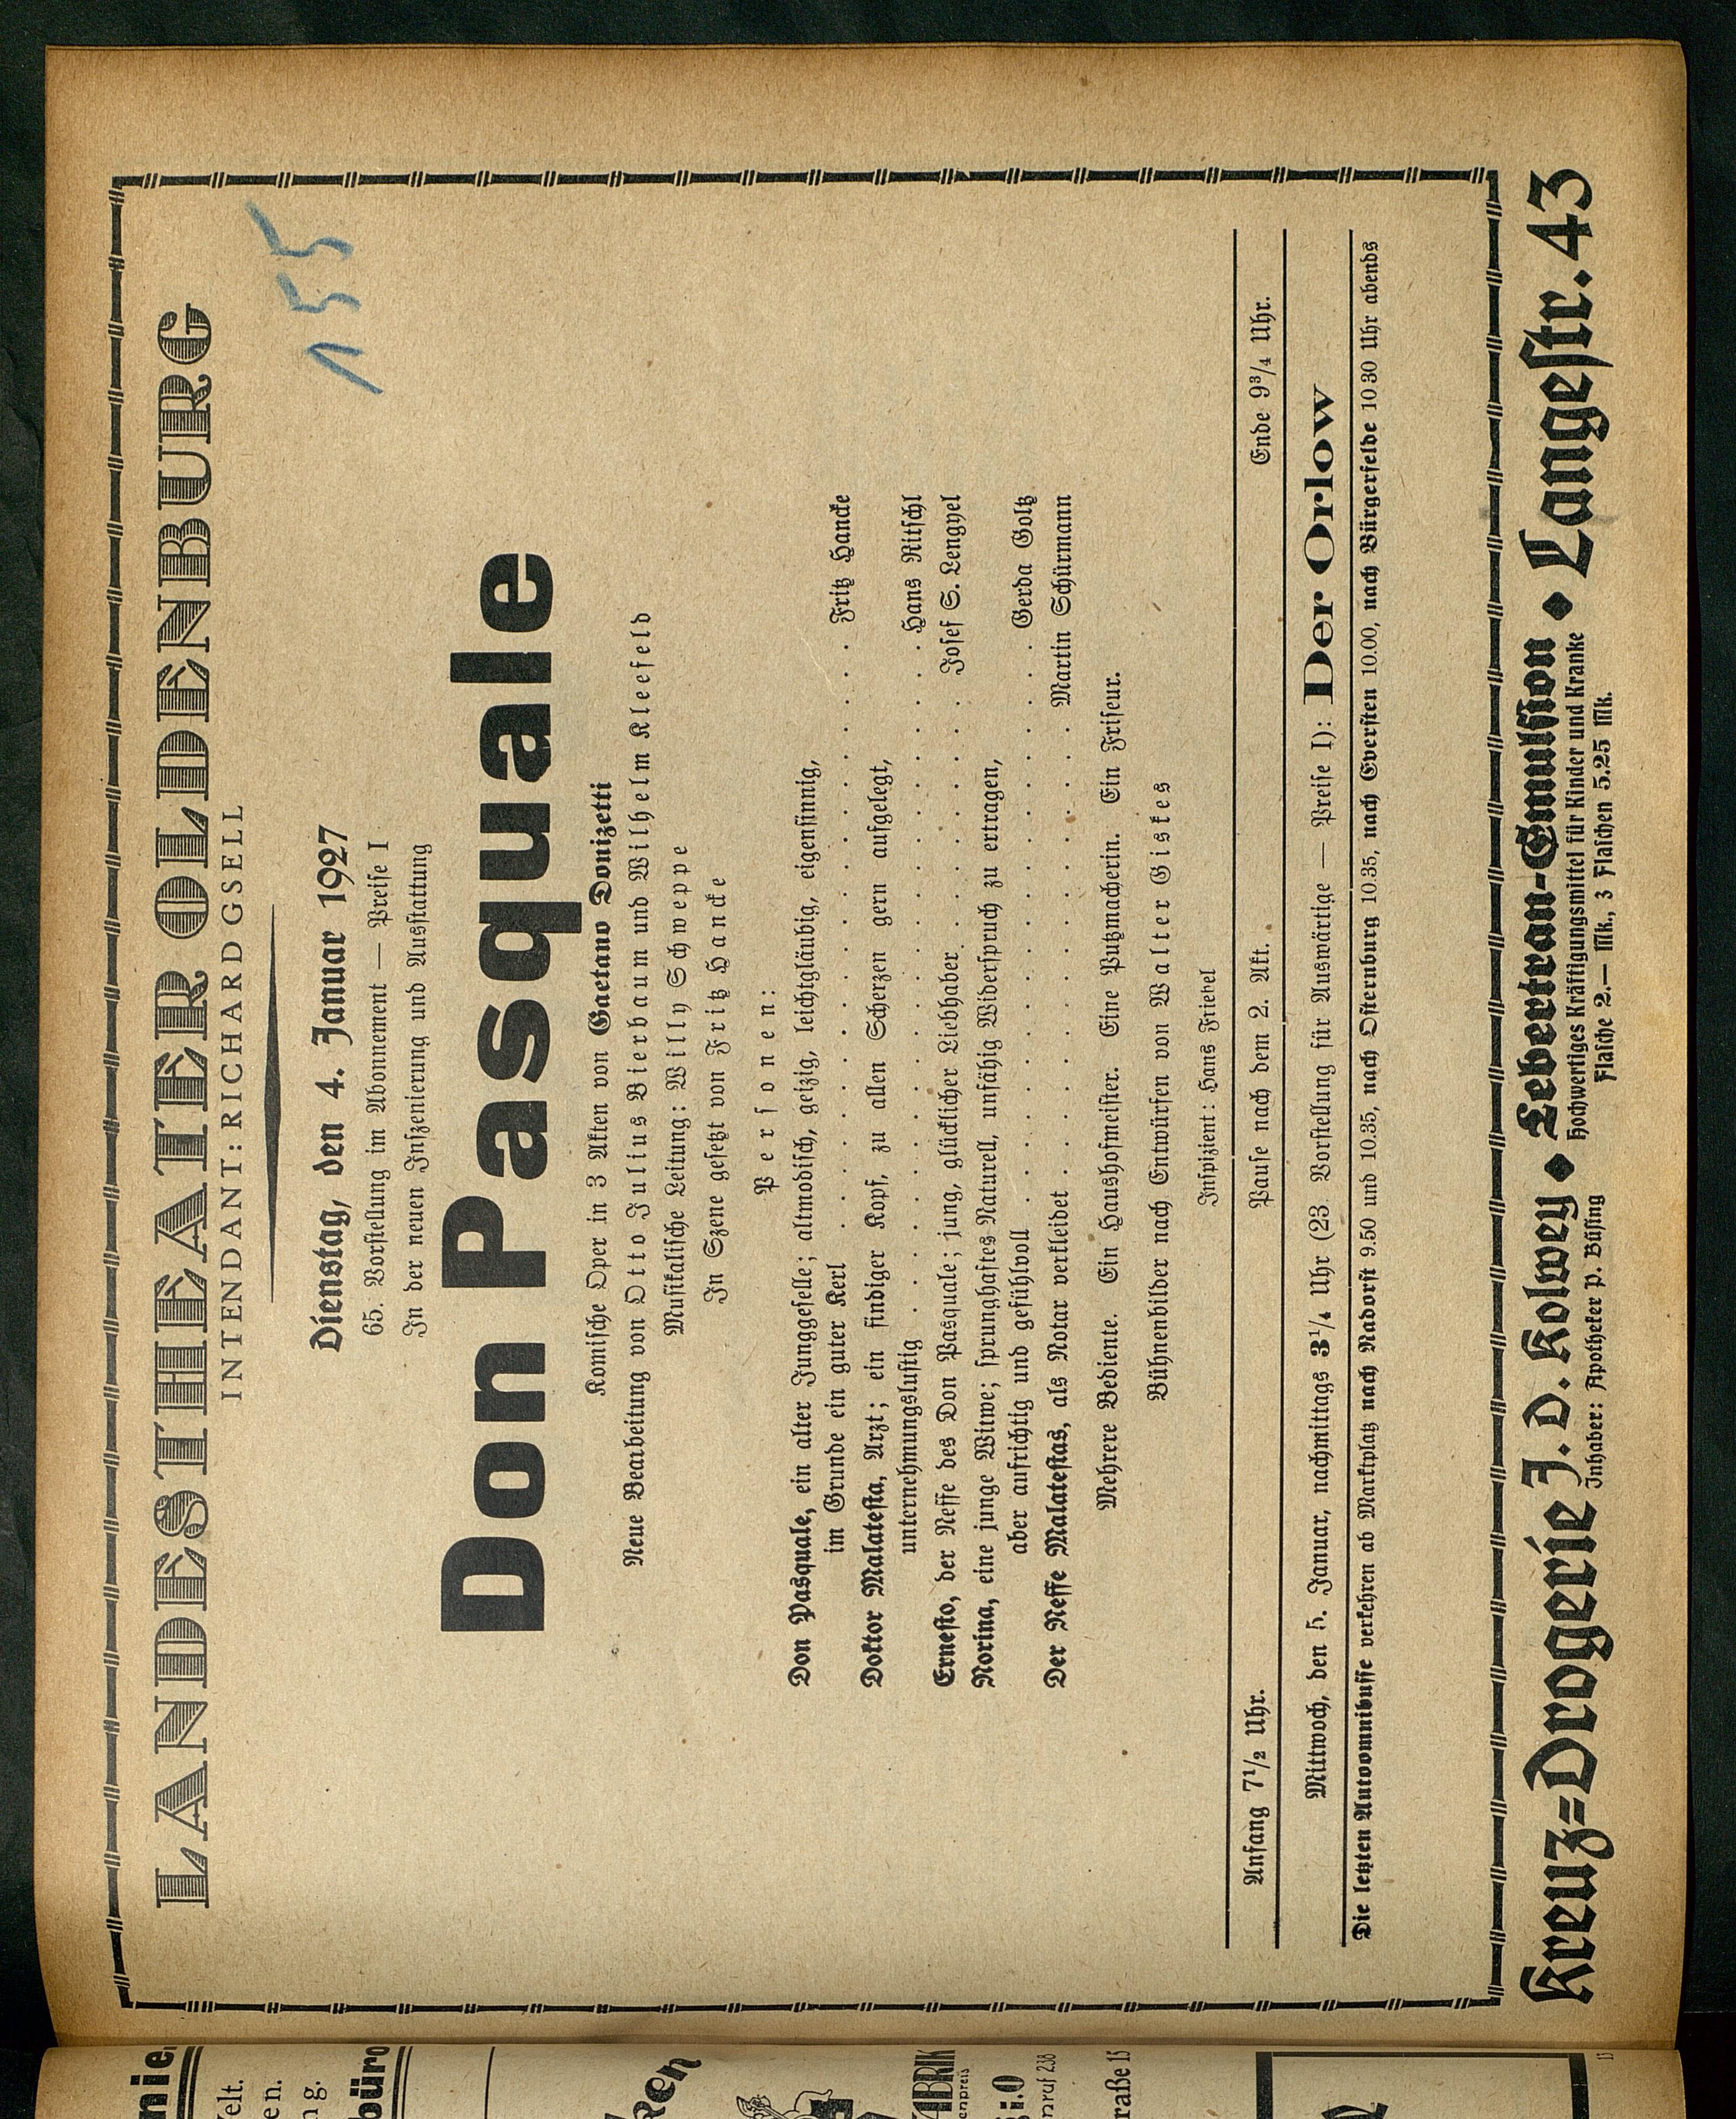 LANDESTHEATER OLDENBURG
INTENDANT: RICHARD GSELL
155
Dienstag, den 4. Januar 1927
65. Vorstellung im Abonnement — Preise I
In der neuen Inszenierung und Ausstattung
Don Pasquale
Komische Oper in 3 Akten von Gaetano Donizetti
Neue Bearbeitung von Otto Julius Bierbaum und Wilhelm Kleefeld
Musikalische Leitung: Willy Schweppe
In Szene gesetzt von Fritz Hancke
Personen:
Don Pasquale, ein alter Junggeselle; altmodisch, geizig, leichtgläubig, eigensinnig,
im Grunde ein guter Kerl . . . . . . . . . . . . . . . . Fritz Hancke
Doktor Malatesta, Arzt; ein findiger Kopf, zu allen Scherzen gern aufgelegt,
unternehmungslustig . . . . . . . . . . . . . . . . . . Hans Ritschl
Ernesto, der Neffe des Don Pasquale; jung, glücklicher Liebhaber . . . . . . . Josef S. Lengyel
Norina, eine junge Witwe; sprunghaftes Naturell, unfähig Widerspruch zu ertragen,
aber aufrichtig und gefühlvoll . . . . . . . . . . . . . . . Gerda Goltz
Der Neffe Malatestas, als Notar verkleidet . . . . . . . . . . . . . Martin Schürmann
Mehrere Bediente. Ein Haushofmeister. Eine Putzmacherin. Ein Friseur.
Bühnenbilder nach Entwürfen von Walter Giskes
Inspizient: Hans Friebel
Anfang 7¹/₂ Uhr. Pause nach dem 2. Akt. Ende 9³/₄ Uhr.
Mittwoch, den 5. Januar, nachmittags 3¹/₄ Uhr (23. Vorstellung für Auswärtige — Preise I): Der Orlow
Die letzten Autoomnibusse verkehren ab Marktplatz nach Nadorst 9.50 und 10.35, nach Osternburg 10.35, nach Eversten 10.00, nach Bürgerfelde 10 30 Uhr abends
Kreuz=Drogerie J. D. Kolwey ◆ Lebertran-Emulsion ◆ Langestr. 43
Inhaber: Apotheker P. Büsing
Hochwertiges Kräftigungsmittel für Kinder und Kranke
Flasche 2.— Mk., 3 Flaschen 5.25 Mk.
nie
büro
ken
FABRIK
enpreis
nruf 238
raße 15